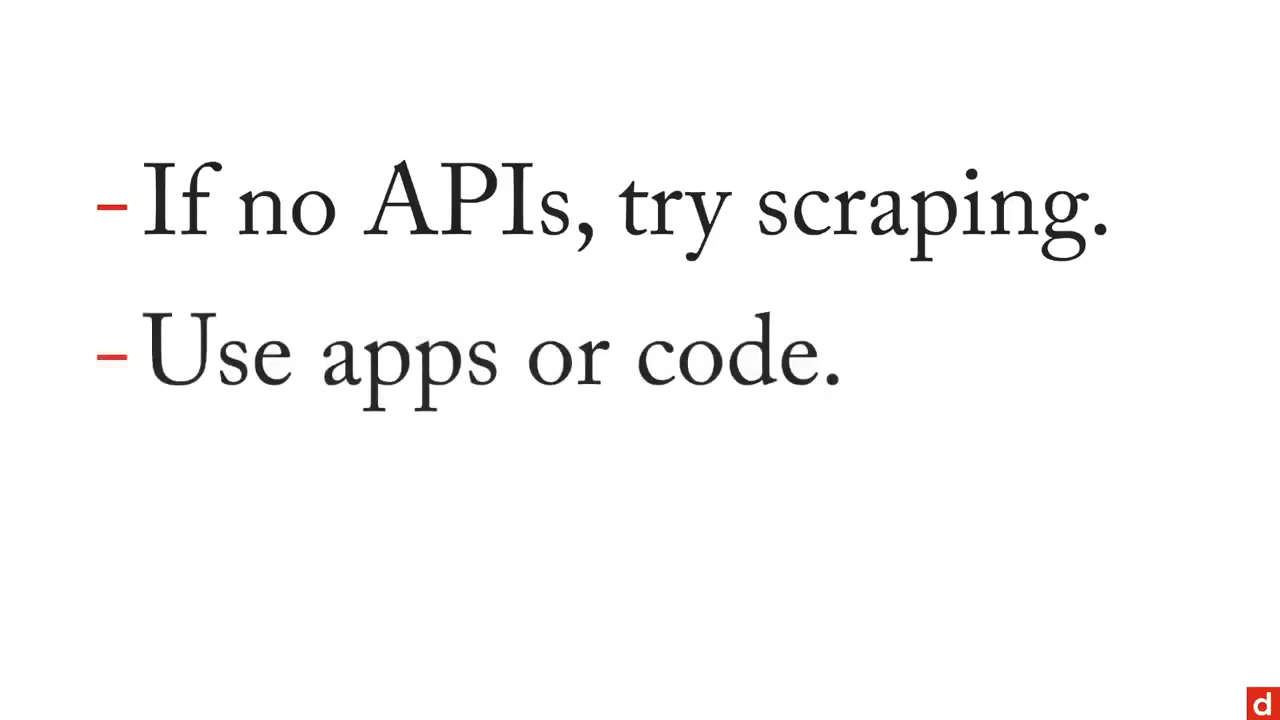 - If no APIs, try scraping.
- Use apps or code.
d